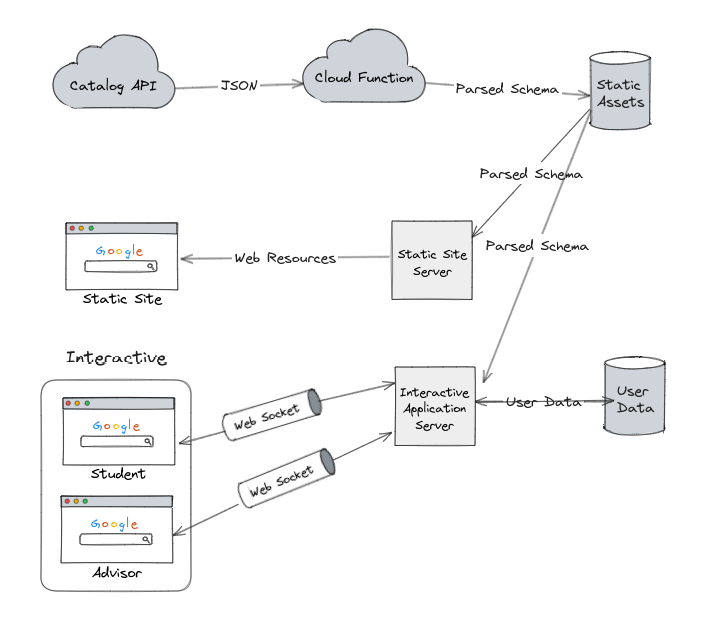 Catalog API
JSON
Cloud Function
Parsed Schema
Static
Assets
Parsed Schema
Parsed Schema
Google
Static Site
Web Resources
Static Site
Server
Interactive
Google
Student
Web Socket
Interactive
Application
Server
User Data
User
Data
Web Socket
Google
Advisor